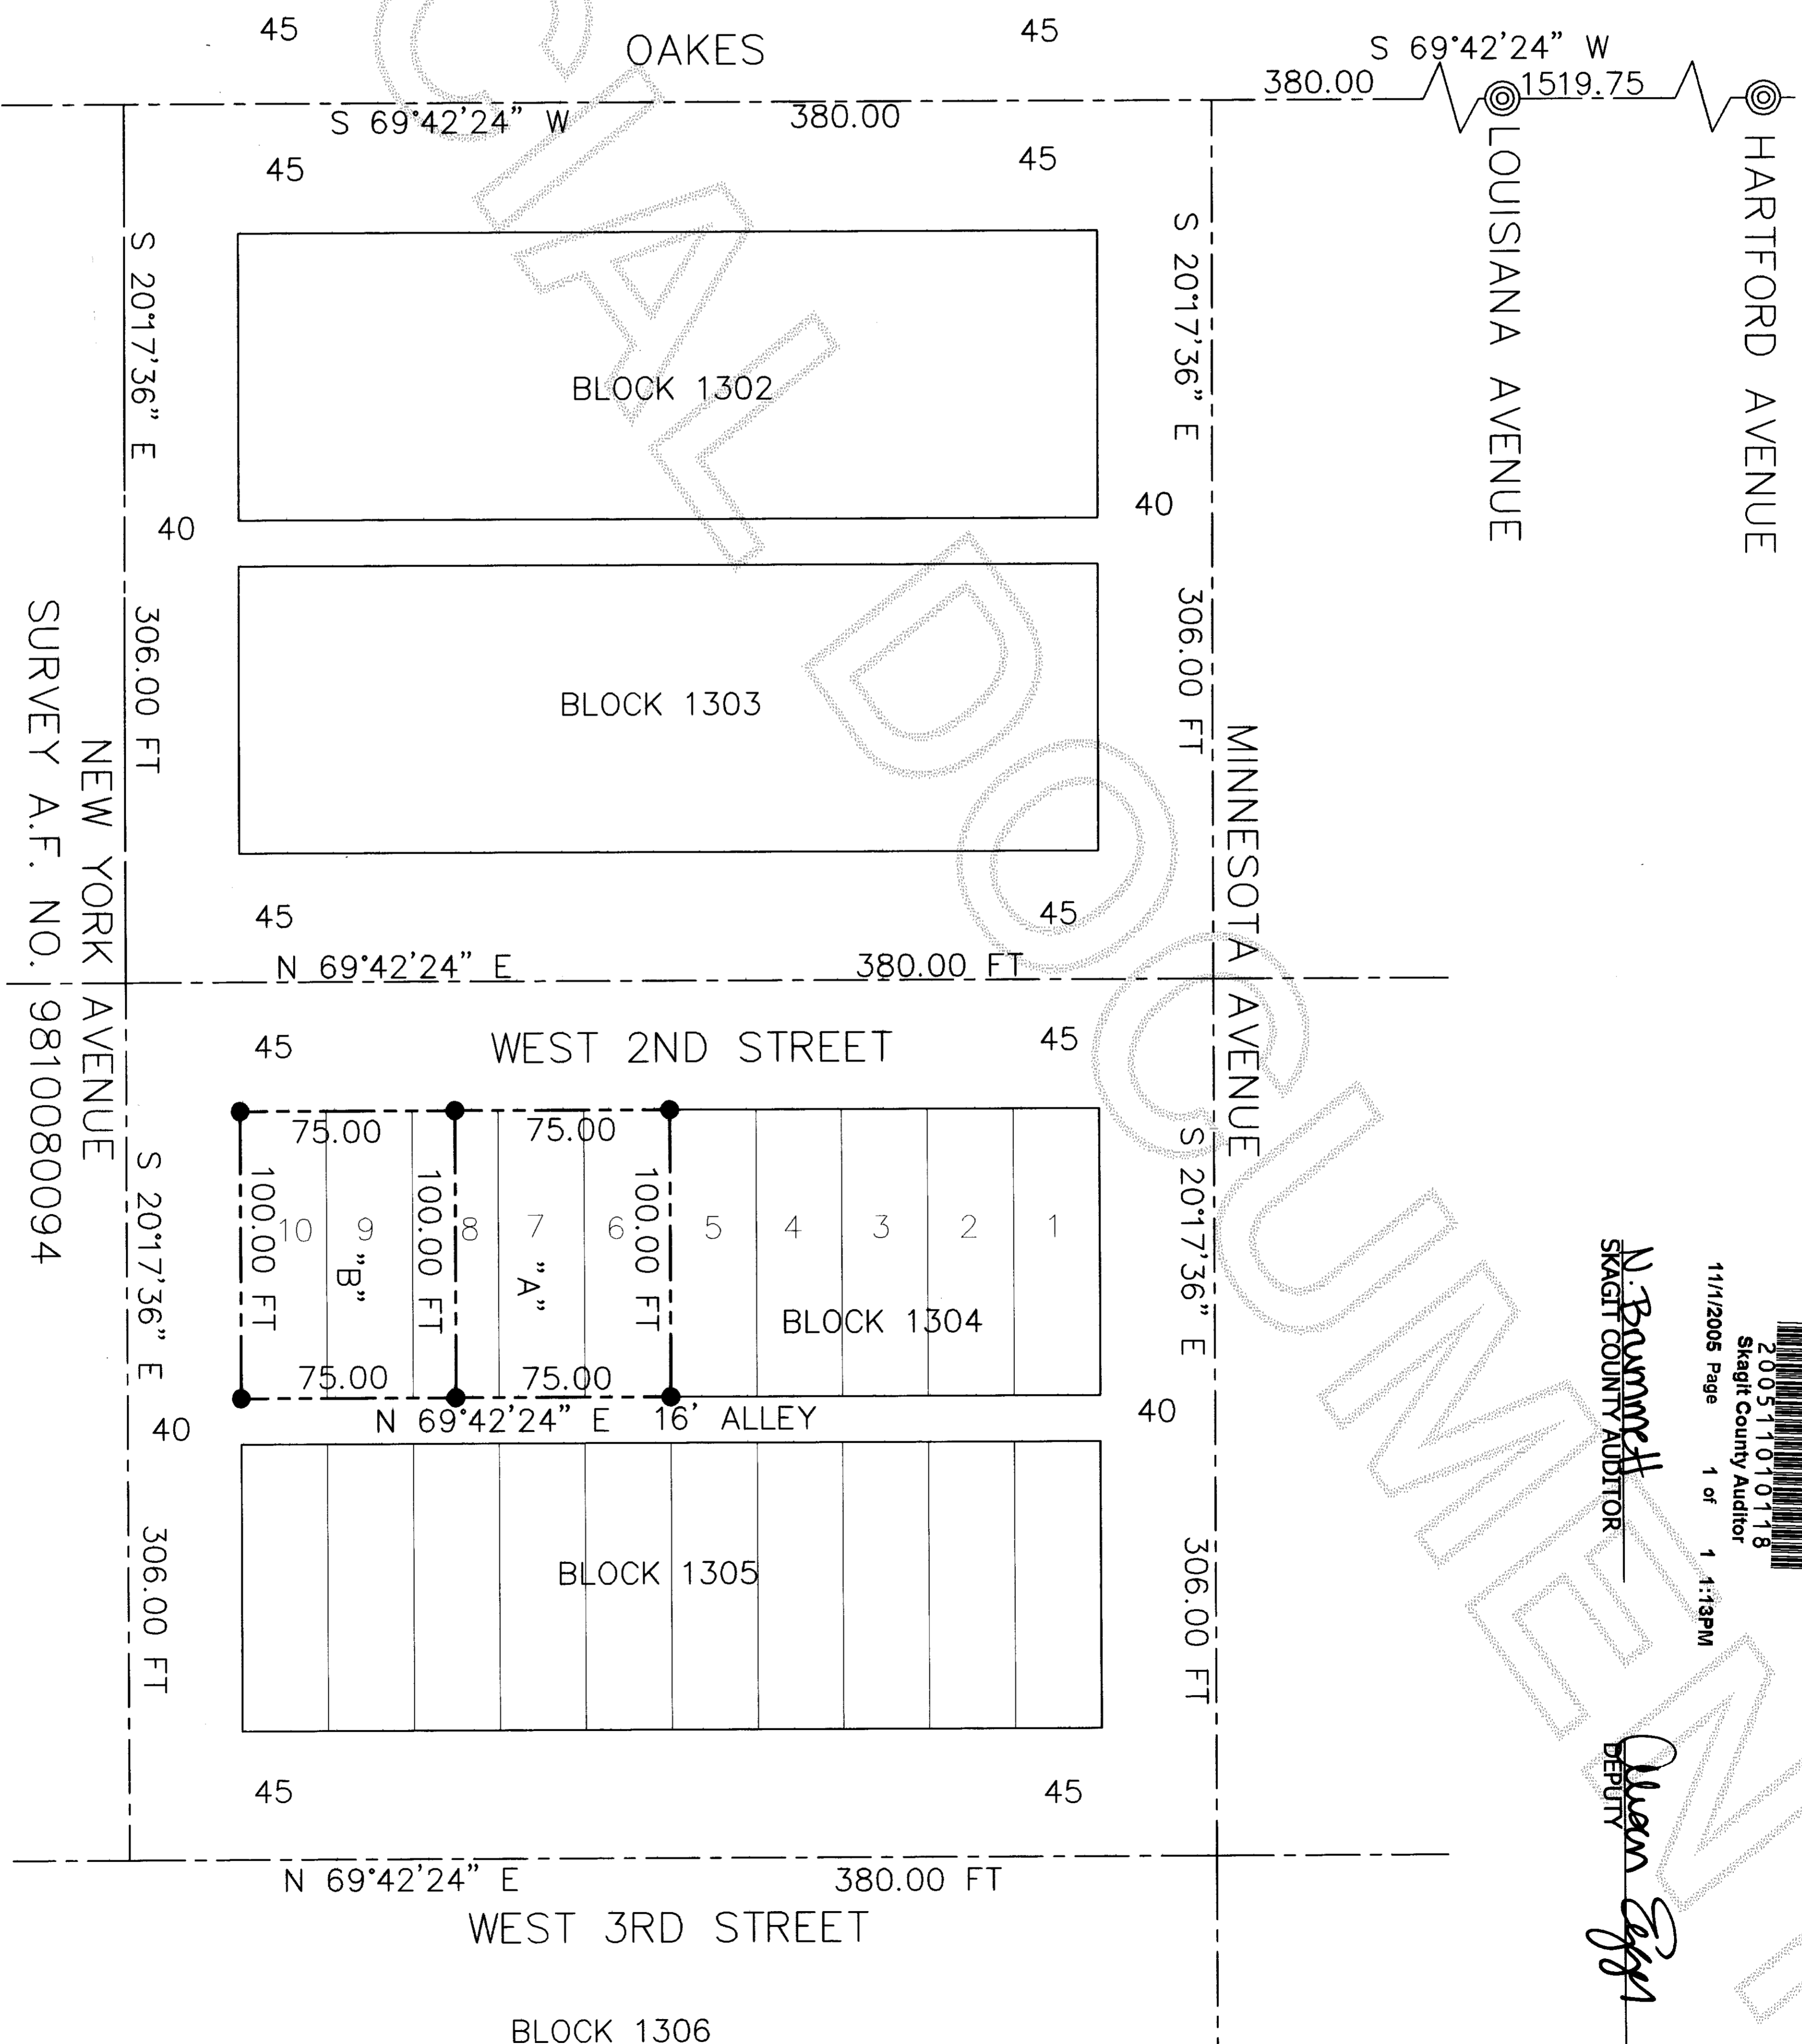 45
OAKES
45
S 69°42'24" W
380.00
1519.75
S 69°42'24" W
380.00
45
45
LOUISIANA AVENUE
HARTFORD AVENUE
S 20°17'36" E
S 20°17'36" E
BLOCK 1302
40
40
306.00 FT
306.00 FT
BLOCK 1303
MINNESOTA AVENUE
NEW YORK AVENUE
SURVEY A.F. NO. 9810080094
45
45
N 69°42'24" E
380.00 FT
45
WEST 2ND STREET
45
75.00
75.00
S 20°17'36" E
S 20°17'36" E
100.00 FT
100.00 FT
100.00 FT
10
9
8
7
6
5
4
3
2
1
"B"
"A"
BLOCK 1304
75.00
75.00
N 69°42'24" E
16' ALLEY
40
40
306.00 FT
306.00 FT
BLOCK 1305
45
45
N 69°42'24" E
380.00 FT
WEST 3RD STREET
BLOCK 1306
200511010118
Skagit County Auditor
11/1/2005 Page 1 of 1 1:13PM
N. Brummett
SKAGIT COUNTY AUDITOR
DEPUTY
CIAL DOCUMEN